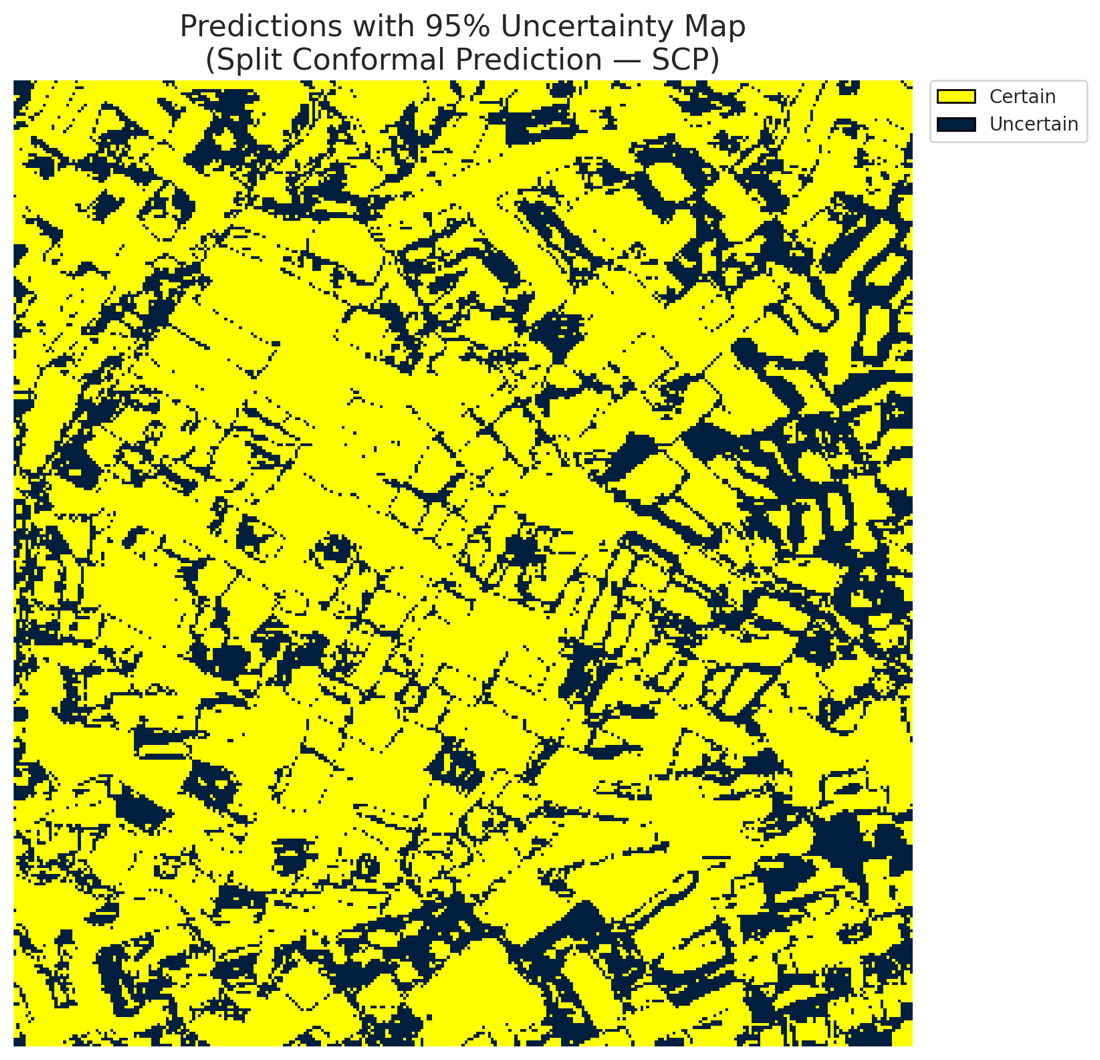 Predictions with 95% Uncertainty Map
(Split Conformal Prediction — SCP)
Certain
Uncertain